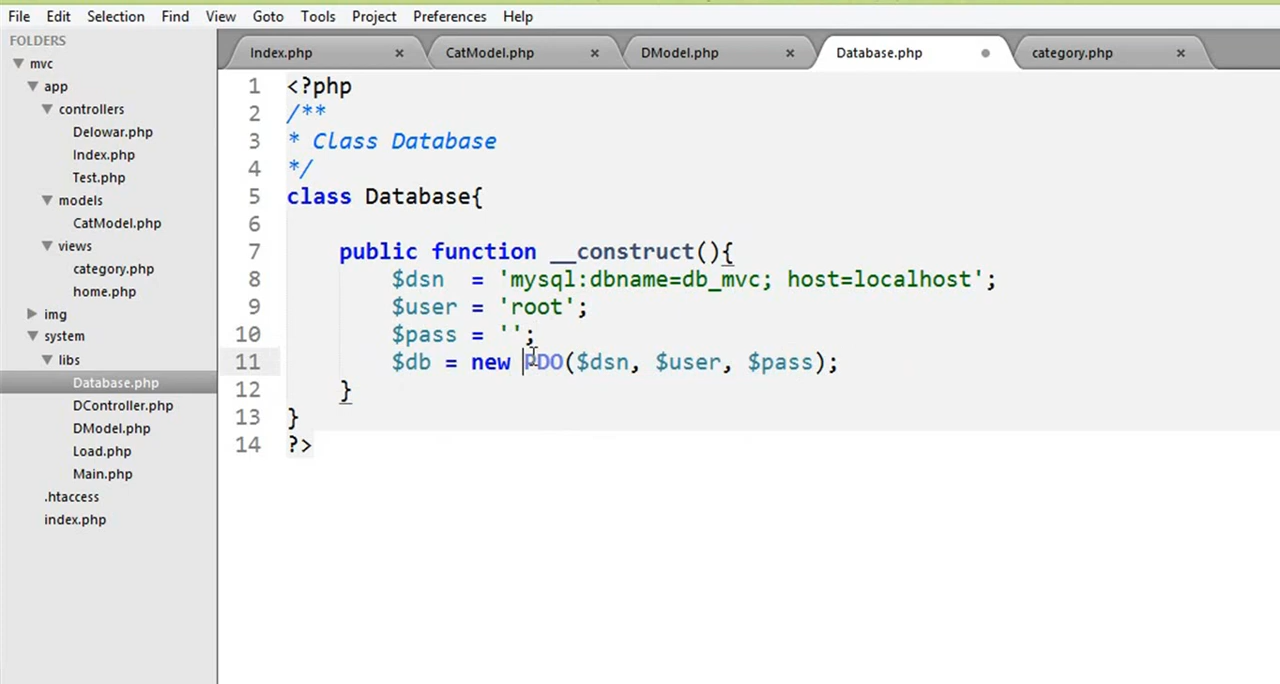 File Edit Selection Find View Goto Tools Project Preferences Help
FOLDERS
mvc
app
controllers
Delowar.php
Index.php
Test.php
models
CatModel.php
views
category.php
home.php
img
system
libs
Database.php
DController.php
DModel.php
Load.php
Main.php
.htaccess
index.php
Index.php × CatModel.php × DModel.php × Database.php category.php ×
1 <?php
2 /**
3 * Class Database
4 */
5 class Database{
6
7 public function __construct(){
8 $dsn = 'mysql:dbname=db_mvc; host=localhost';
9 $user = 'root';
10 $pass = '';
11 $db = new PDO($dsn, $user, $pass);
12 }
13 }
14 ?>